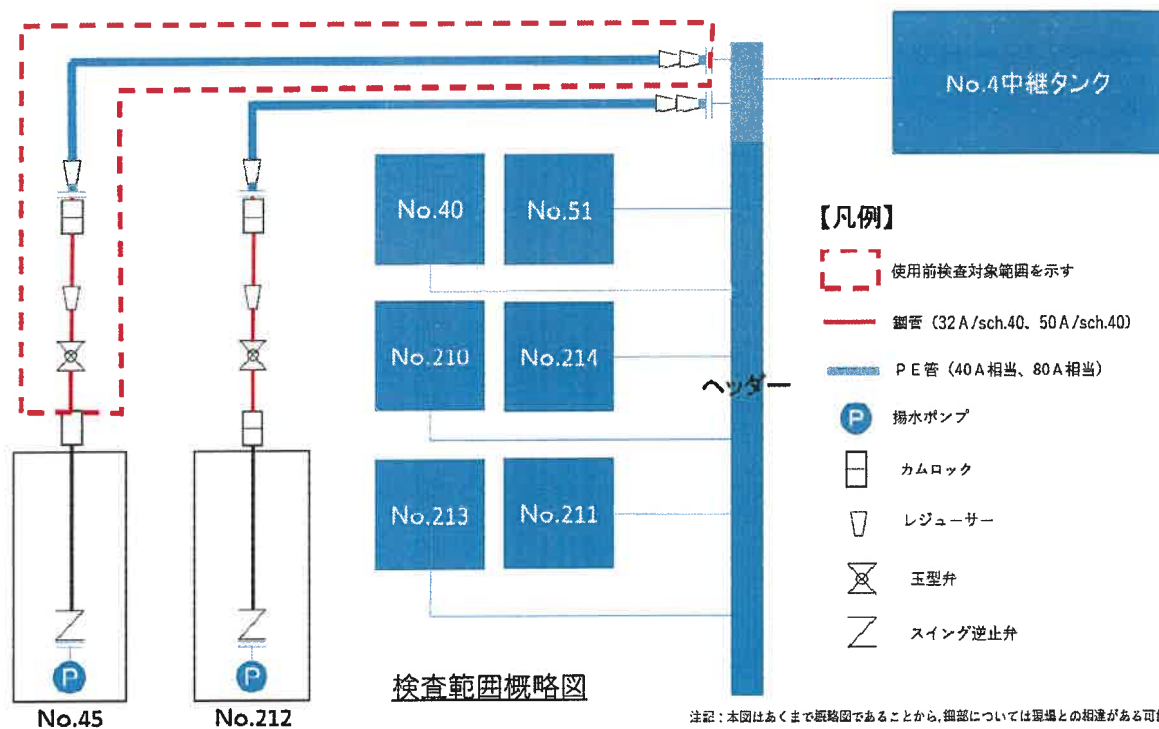 No.4中継タンク
No.40
No.51
No.210
No.214
ヘッダー
No.213
No.211
P
P
No.45
No.212
検査範囲概略図
【凡例】
使用前検査対象範囲を示す
鋼管(32A/sch.40、50A/sch.40)
PE管(40A相当、80A相当)
P
揚水ポンプ
カムロック
レジューサー
玉型弁
スイング逆止弁
注記:本図はあくまで概略図であることから,細部については現場との相違がある可